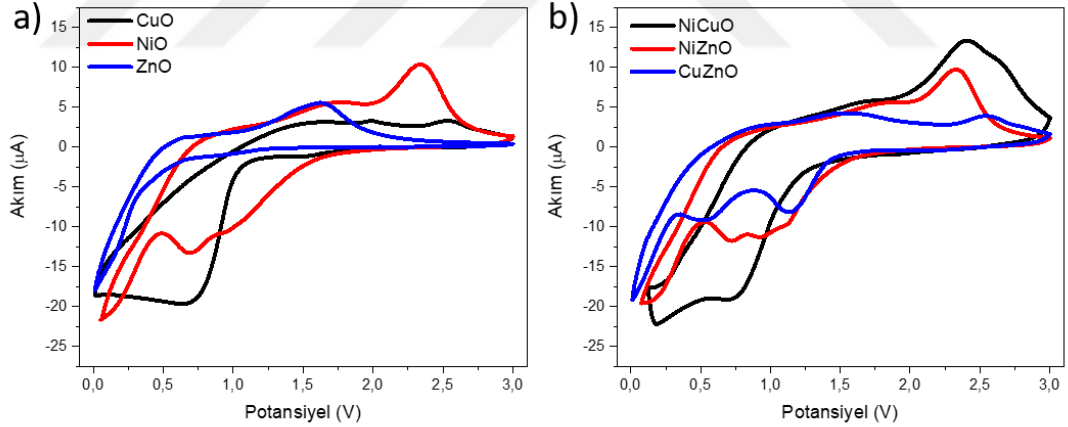 a)
CuO
NiO
ZnO
15
10
5
0
-5
-10
-15
-20
-25
Akım (µA)
0,0 0,5 1,0 1,5 2,0 2,5 3,0
Potansiyel (V)
b)
NiCuO
NiZnO
CuZnO
15
10
5
0
-5
-10
-15
-20
-25
Akım (µA)
0,0 0,5 1,0 1,5 2,0 2,5 3,0
Potansiyel (V)